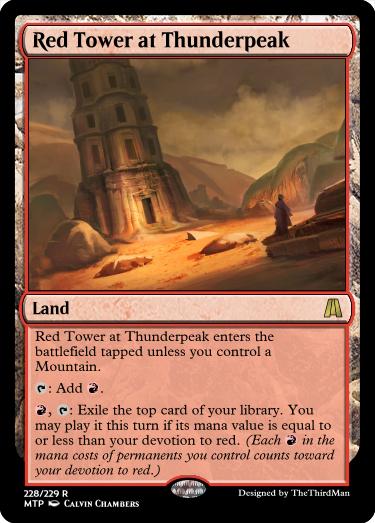 Red Tower at Thunderpeak
Land
Red Tower at Thunderpeak enters the
battlefield tapped unless you control a
Mountain.
: Add .
, : Exile the top card of your library. You
may play it this turn if its mana value is equal to
or less than your devotion to red. (Each in the
mana costs of permanents you control counts toward
your devotion to red.)
228/229 R
MTP Calvin Chambers
Designed by TheThirdMan